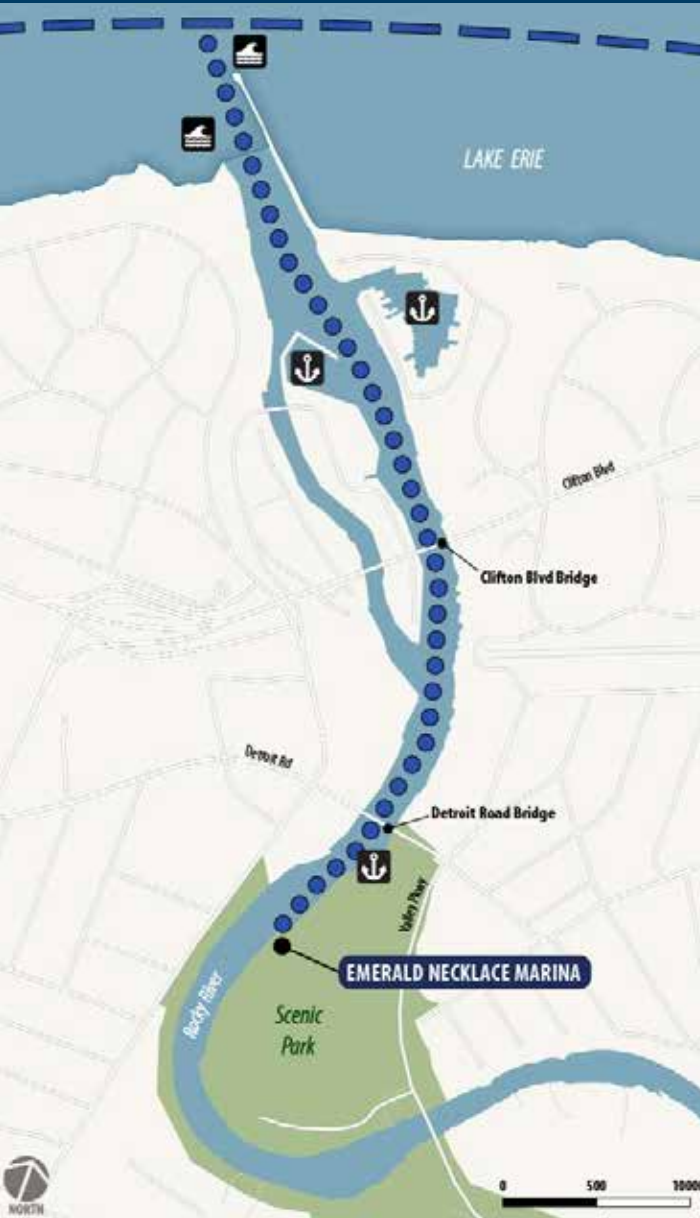 LAKE ERIE
Clifton Blvd
Clifton Blvd Bridge
Detroit Rd
Detroit Road Bridge
Valley Pkwy
EMERALD NECKLACE MARINA
Rocky River
Scenic
Park
NORTH
0 500 1000